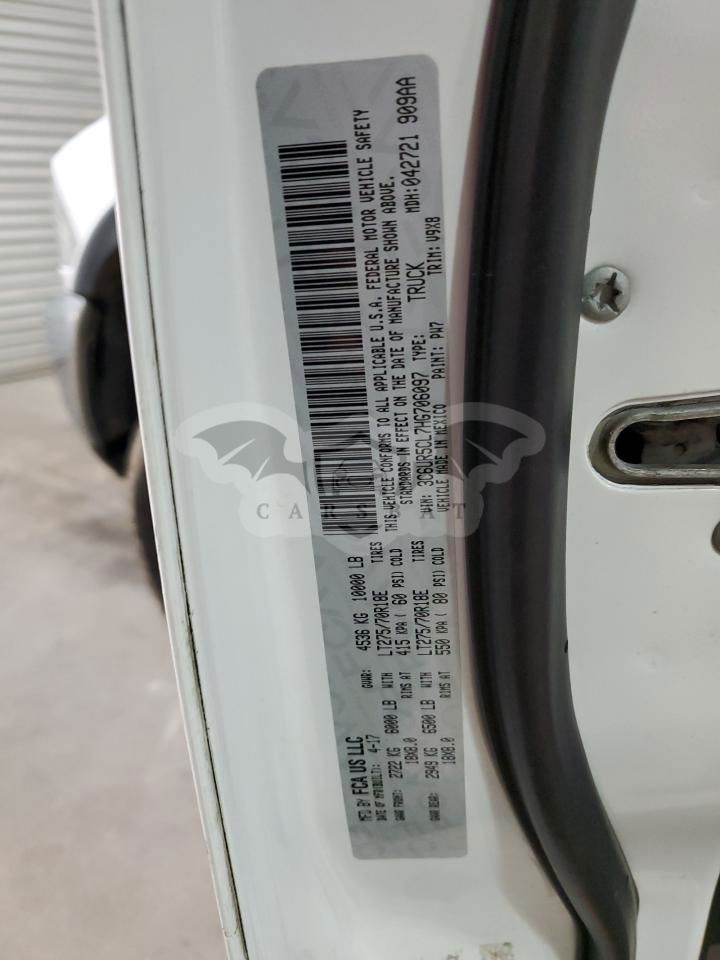 MFD BY FCA US LLC
DATE OF MFR(BUILT): 4-17 GVWR: 4536 KG 10000 LB
GAWR FRONT: 2722 KG 6000 LB WITH LT275/70R18E TIRES
18X8.0 RIMS AT 415 KPA ( 60 PSI) COLD
GAWR REAR: 2949 KG 6500 LB WITH LT275/70R18E TIRES
18X8.0 RIMS AT 550 KPA ( 80 PSI) COLD
THIS VEHICLE CONFORMS TO ALL APPLICABLE U.S.A. FEDERAL MOTOR VEHICLE SAFETY
STANDARDS IN EFFECT ON THE DATE OF MANUFACTURE SHOWN ABOVE.
VIN: 3C6UR5CL7HG706097 TYPE: TRUCK MDH:042721 909AA
VEHICLE MADE IN MEXICO PAINT: PW7 TRIM: V9X8
CARSBAT